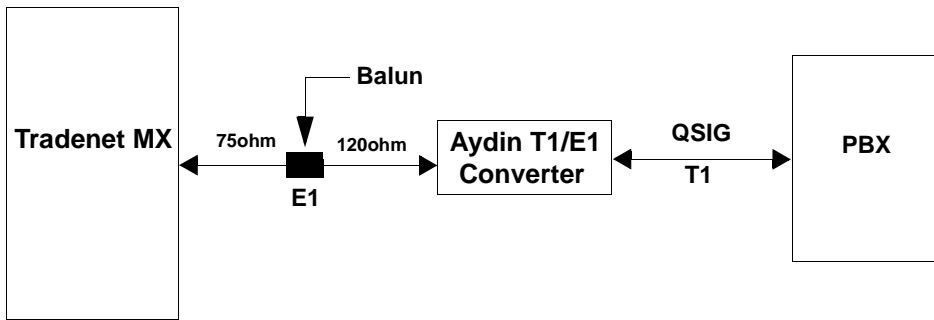 Balun
Tradenet MX
75ohm
120ohm
E1
Aydin T1/E1
Converter
QSIG
T1
PBX